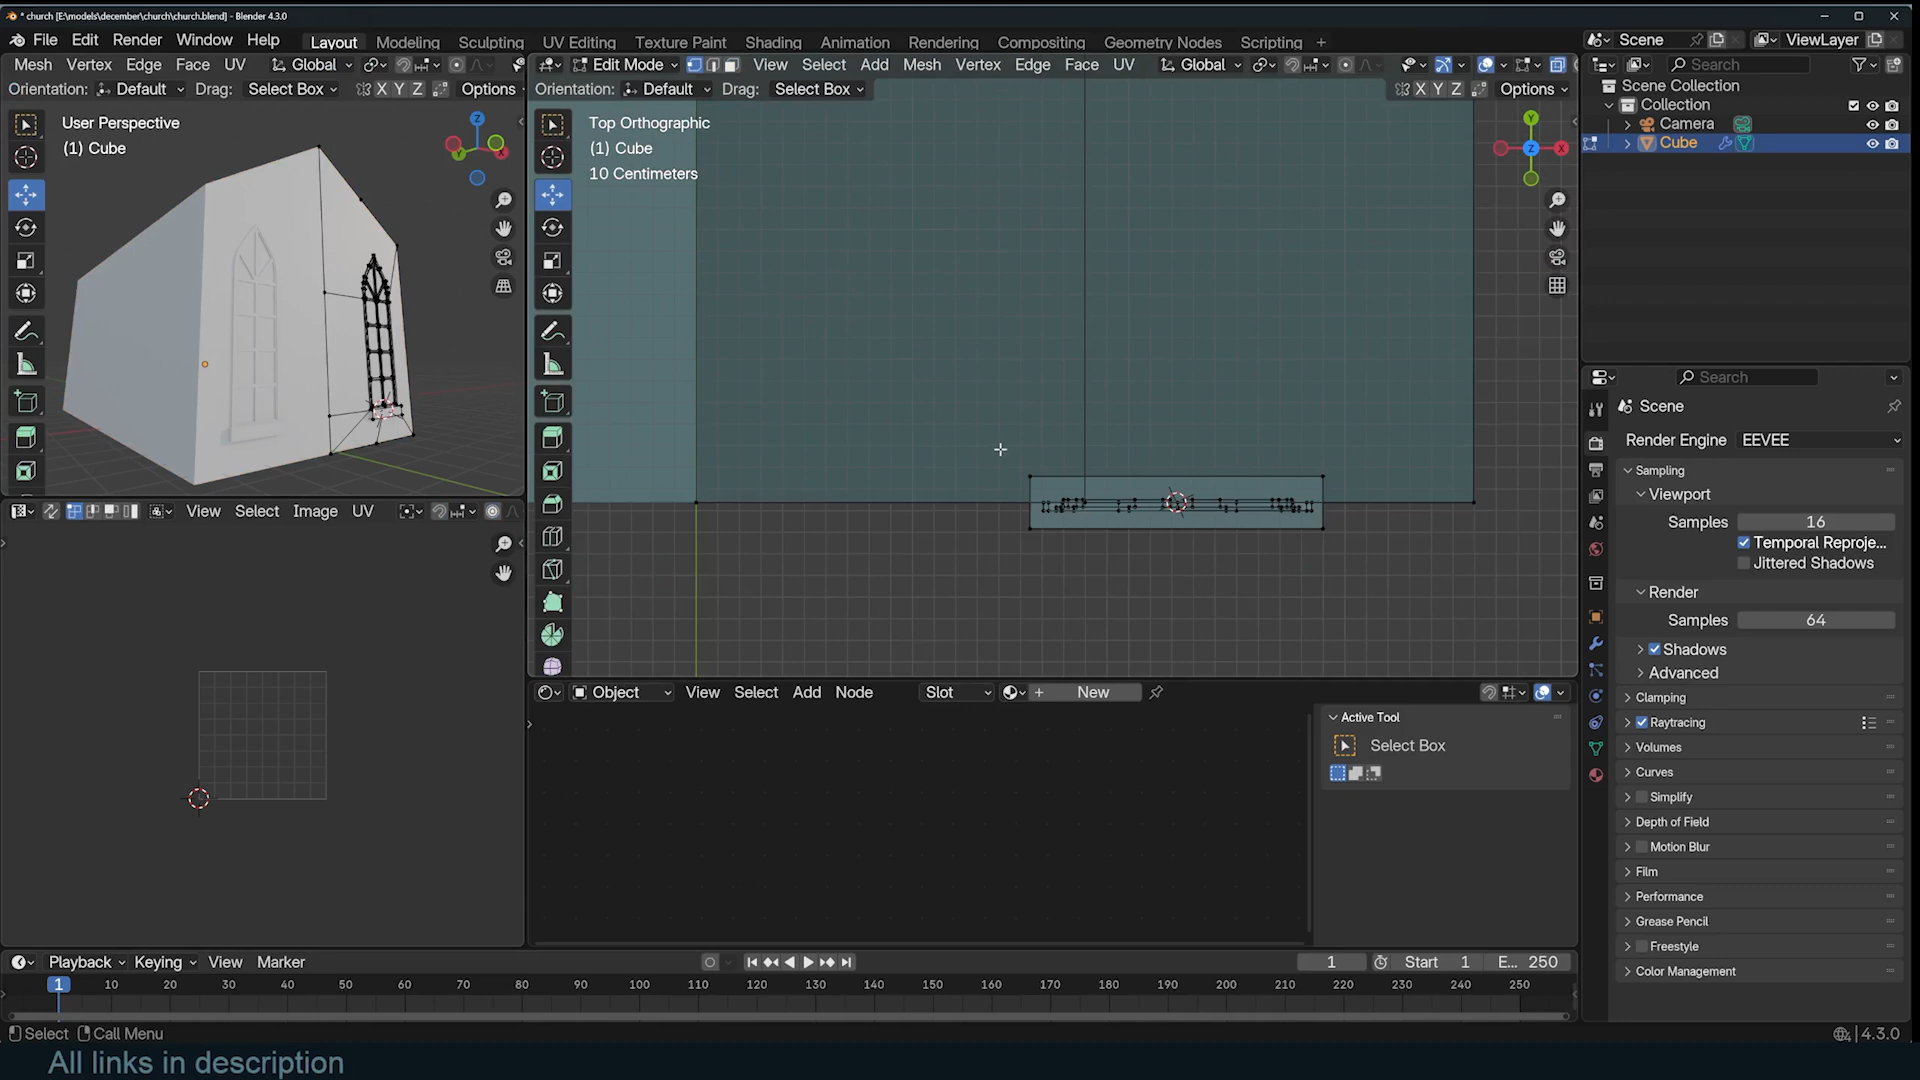 * church [E:\models\december\church\church.blend] - Blender 4.3.0
File Edit Render Window Help Layout Modeling Sculpting UV Editing Texture Paint Shading Animation Rendering Compositing Geometry Nodes Scripting + Scene ViewLayer
Mesh Vertex Edge Face UV Global
Edit Mode View Select Add Mesh Vertex Edge Face UV Global
Search
Orientation: Default Drag: Select Box X Y Z Options
Orientation: Default Drag: Select Box X Y Z Options
Scene Collection
Collection
Camera
Cube
User Perspective
(1) Cube
Z
X
Y
Top Orthographic
(1) Cube
10 Centimeters
Y
Z
X
Search
Scene
Render Engine EEVEE
Sampling
Viewport
Samples 16
Temporal Reproje...
Jittered Shadows
Render
Samples 64
Shadows
Advanced
Clamping
Raytracing
Volumes
Curves
Simplify
Depth of Field
Motion Blur
Film
Performance
Grease Pencil
Freestyle
Color Management
View Select Image UV
Object View Select Add Node Slot + New
Active Tool
Select Box
Playback Keying View Marker 1 Start 1 E... 250
1 10 20 30 40 50 60 70 80 90 100 110 120 130 140 150 160 170 180 190 200 210 220 230 240 250
Select Call Menu 4.3.0
All links in description